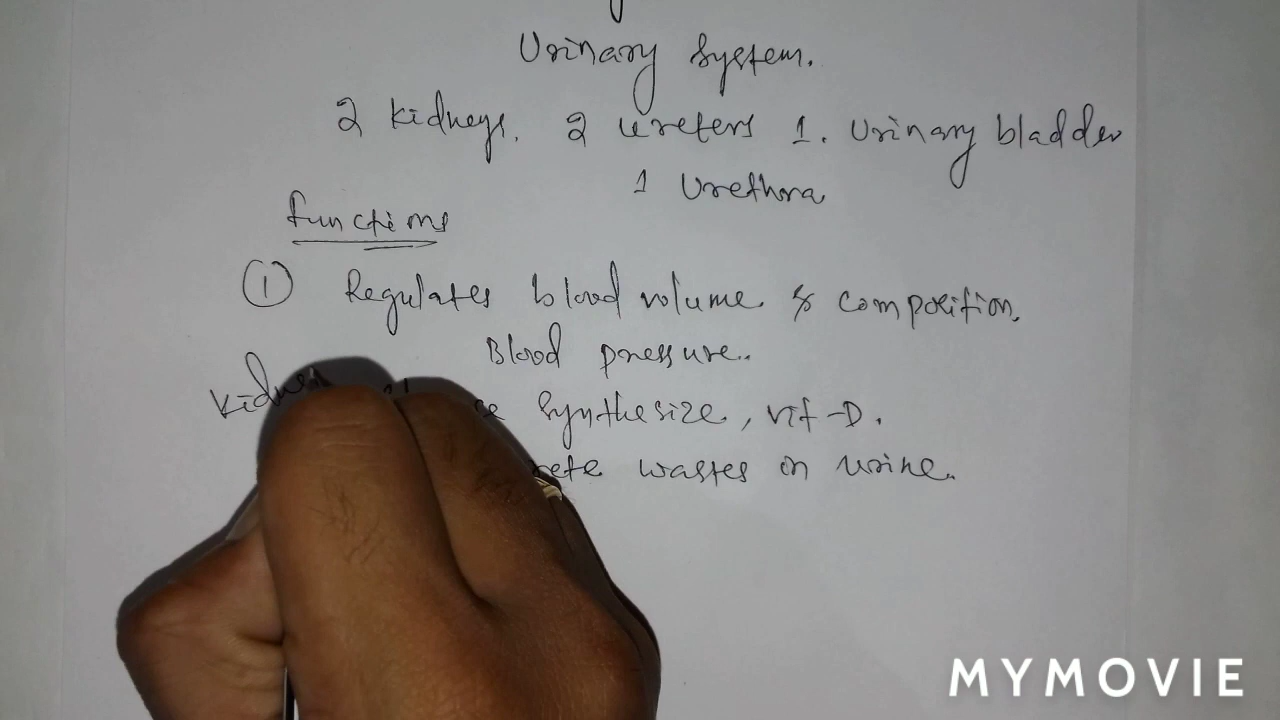 Urinary System.
2 kidneys. 2 ureters 1. Urinary bladder
1 Urethra
functions
① Regulates blood volume & composition.
Blood pressure..
Kidney synthesize, vit-D.
wastes in urine.
MYMOVIE